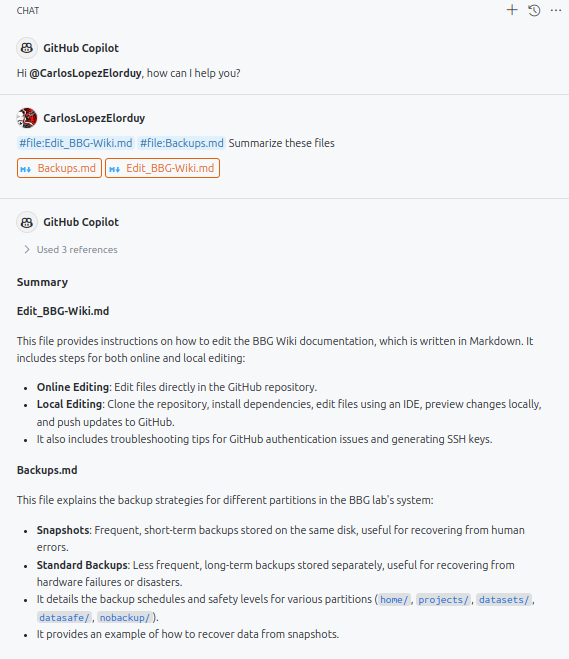 CHAT
GitHub Copilot
Hi @CarlosLopezElorduy, how can I help you?
CarlosLopezElorduy
#file:Edit_BBG-Wiki.md #file:Backups.md Summarize these files
Backups.md Edit_BBG-Wiki.md
GitHub Copilot
Used 3 references
Summary
Edit_BBG-Wiki.md
This file provides instructions on how to edit the BBG Wiki documentation, which is written in Markdown. It
includes steps for both online and local editing:
• Online Editing: Edit files directly in the GitHub repository.
• Local Editing: Clone the repository, install dependencies, edit files using an IDE, preview changes locally,
and push updates to GitHub.
• It also includes troubleshooting tips for GitHub authentication issues and generating SSH keys.
Backups.md
This file explains the backup strategies for different partitions in the BBG lab's system:
• Snapshots: Frequent, short-term backups stored on the same disk, useful for recovering from human
errors.
• Standard Backups: Less frequent, long-term backups stored separately, useful for recovering from
hardware failures or disasters.
• It details the backup schedules and safety levels for various partitions (home/, projects/, datasets/,
datasafe/, nobackup/).
• It provides an example of how to recover data from snapshots.